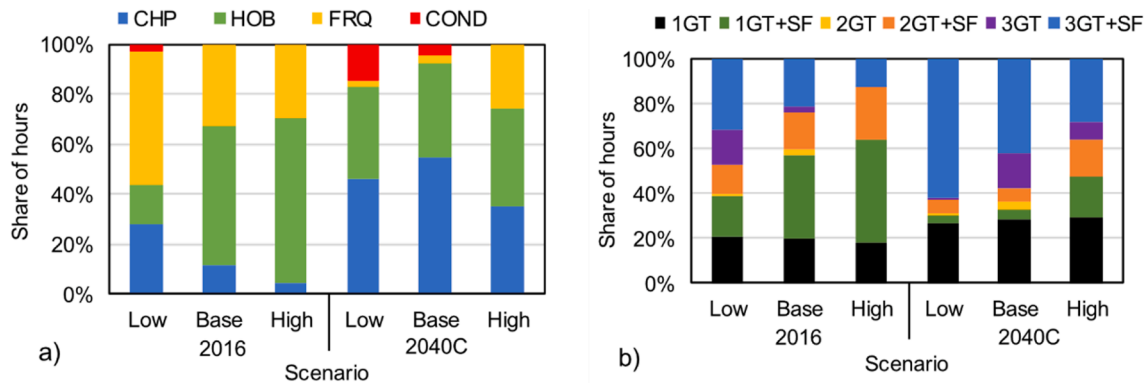 CHP HOB FRQ COND
100%
80%
60%
40%
20%
0%
Share of hours
Low Base High Low Base High
2016 2040C
Scenario
a)
1GT 1GT+SF 2GT 2GT+SF 3GT 3GT+SF
100%
80%
60%
40%
20%
0%
Share of hours
Low Base High Low Base High
2016 2040C
Scenario
b)